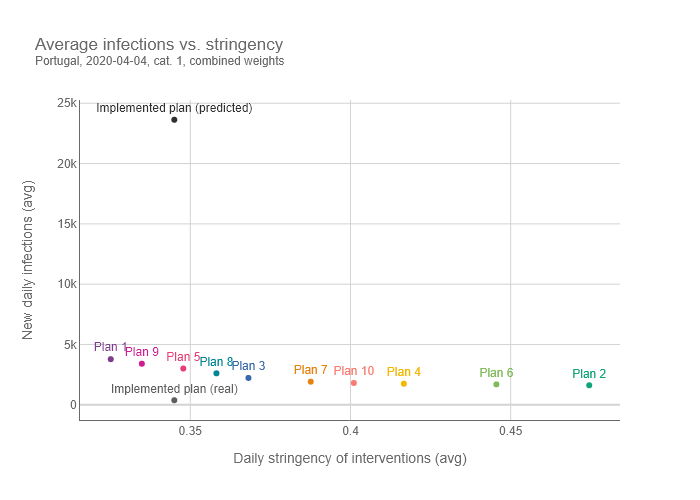 Average infections vs. stringency
Portugal, 2020-04-04, cat. 1, combined weights
25k
Implemented plan (predicted)
20k
15k
10k
5k
Plan 1
Plan 9
Plan 5
Plan 8
Plan 3
Plan 7
Plan 10
Plan 4
Plan 6
Plan 2
Implemented plan (real)
0
0.35
0.4
0.45
New daily infections (avg)
Daily stringency of interventions (avg)